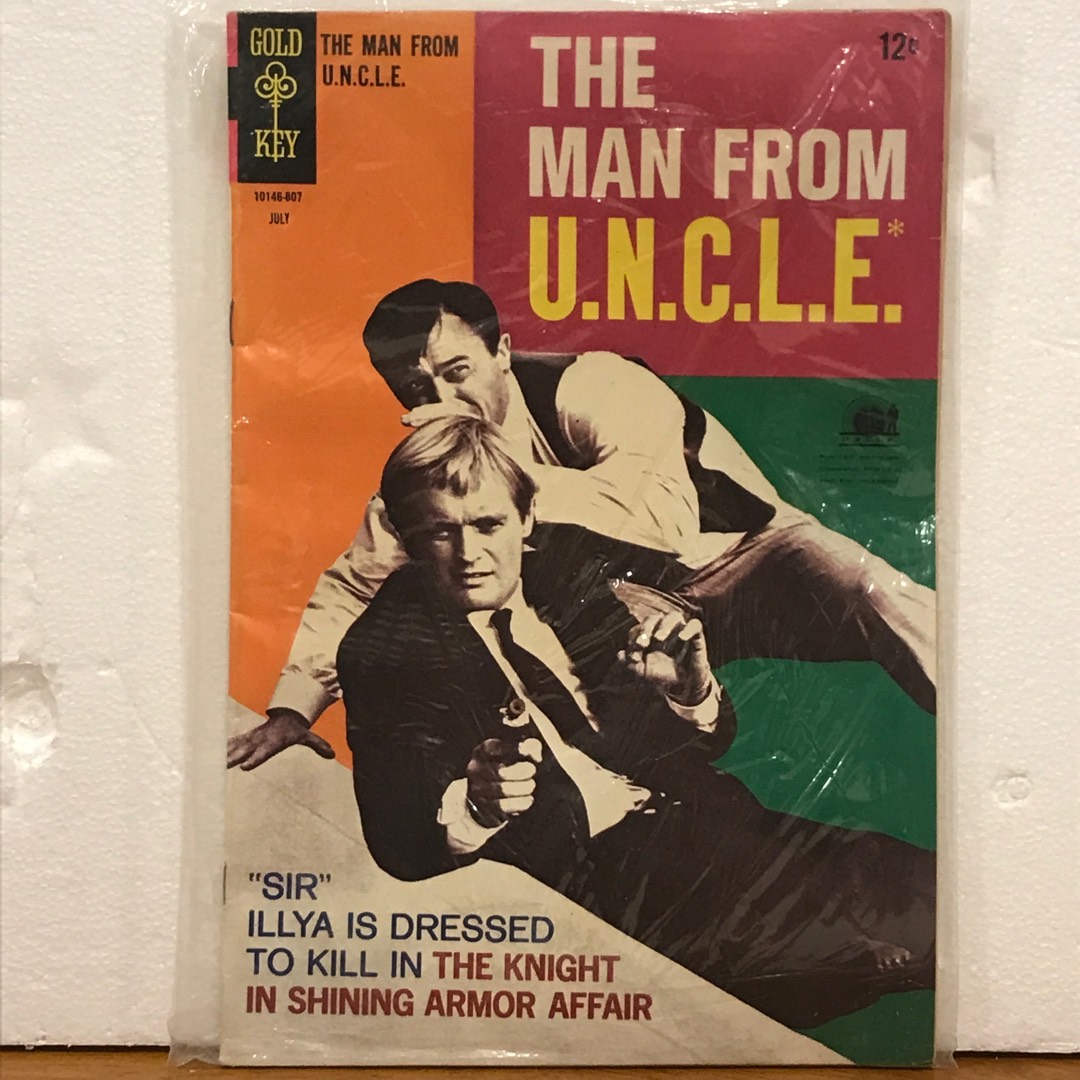 GOLD
KEY
THE MAN FROM
U.N.C.L.E.
10146-807
JULY
12¢
THE
MAN FROM
U.N.C.L.E.*
"SIR"
ILLYA IS DRESSED
TO KILL IN THE KNIGHT
IN SHINING ARMOR AFFAIR